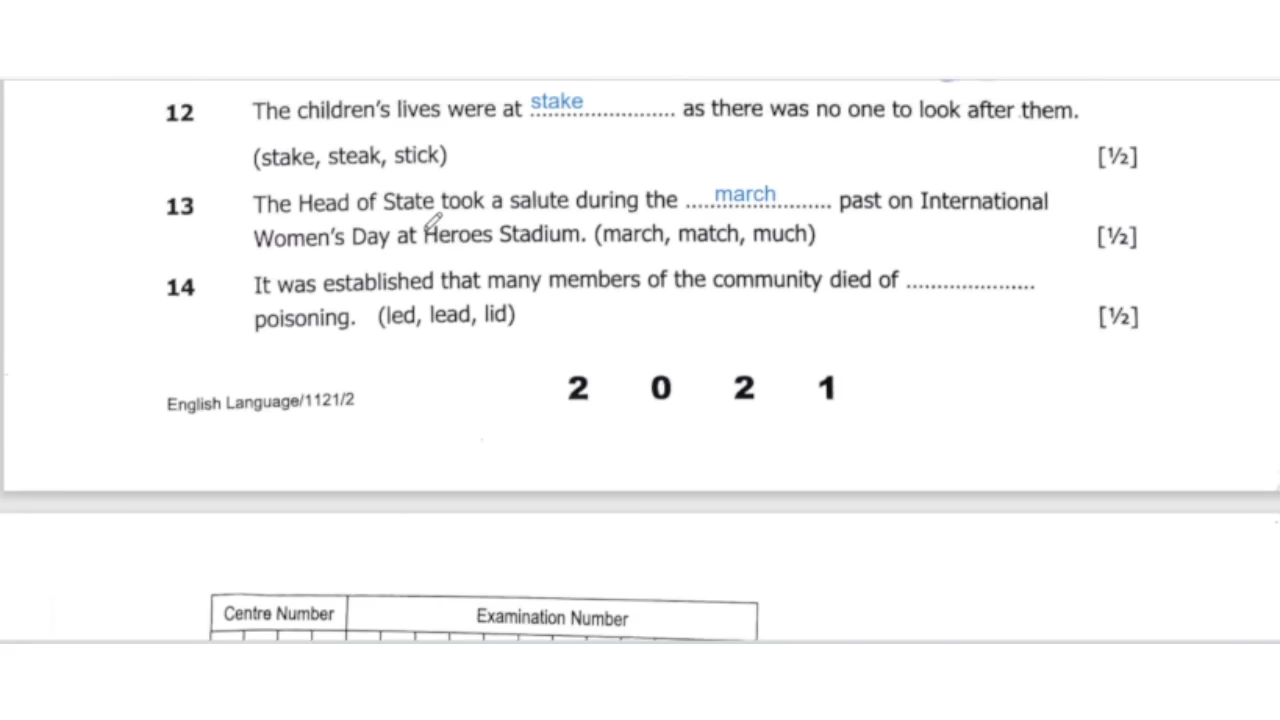 12 The children's lives were at stake ........................ as there was no one to look after them.
(stake, steak, stick) [½]
13 The Head of State took a salute during the ........march........ past on International
Women's Day at Heroes Stadium. (march, match, much) [½]
14 It was established that many members of the community died of .....................
poisoning. (led, lead, lid) [½]
2 0 2 1
English Language/1121/2
Centre Number Examination Number